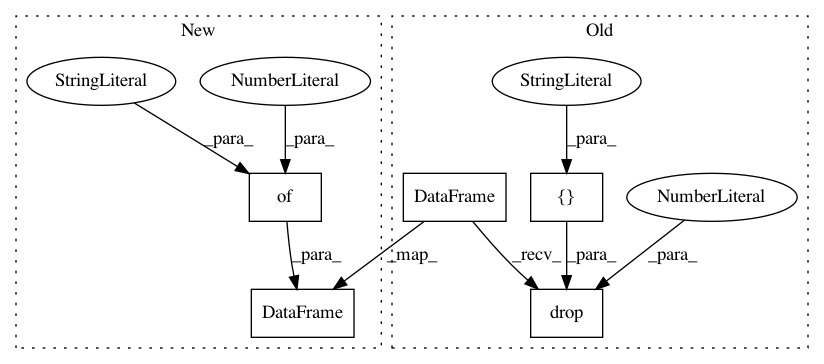 New
Old
StringLiteral
NumberLiteral
StringLiteral
_para_
_para_
_para_
of
DataFrame
{}
NumberLiteral
_para_
_map_
_recv_
_para_
_para_
DataFrame
drop